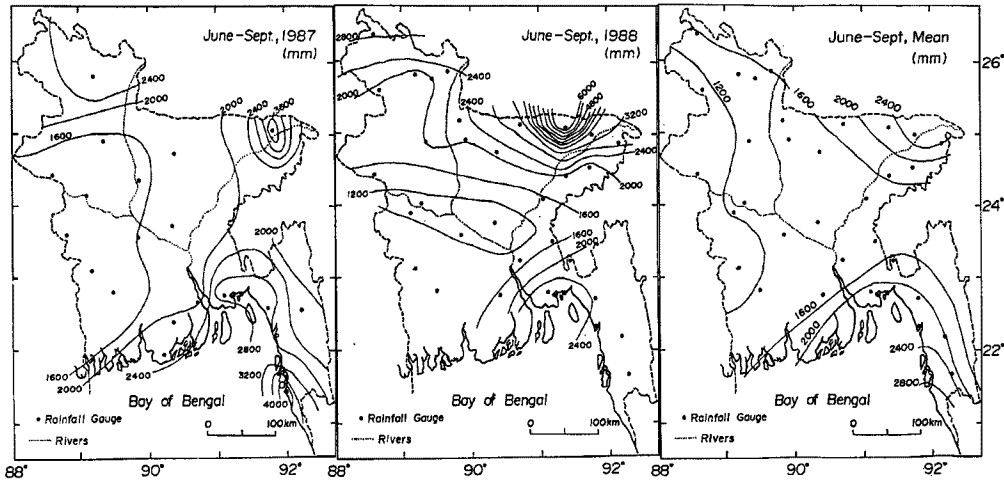 June-Sept., 1987
(mm)
2400
2000
1600
2000
2400
3600
2000
2800
3200
4000
1600
2000
2400
Bay of Bengal
• Rainfall Gauge
Rivers
0 100km
88° 90° 92°
June-Sept., 1988
(mm)
2800
2400
2000
2400
6000
4800
3200
2400
2000
1200
1600
1600
2000
2400
Bay of Bengal
• Rainfall Gauge
Rivers
0 100km
90° 92°
June-Sept, Mean
(mm)
1200
1600
2000
2400
1600
2000
2400
2800
Bay of Bengal
• Rainfall Gauge
Rivers
0 100km
88° 90° 92°
26°
24°
22°